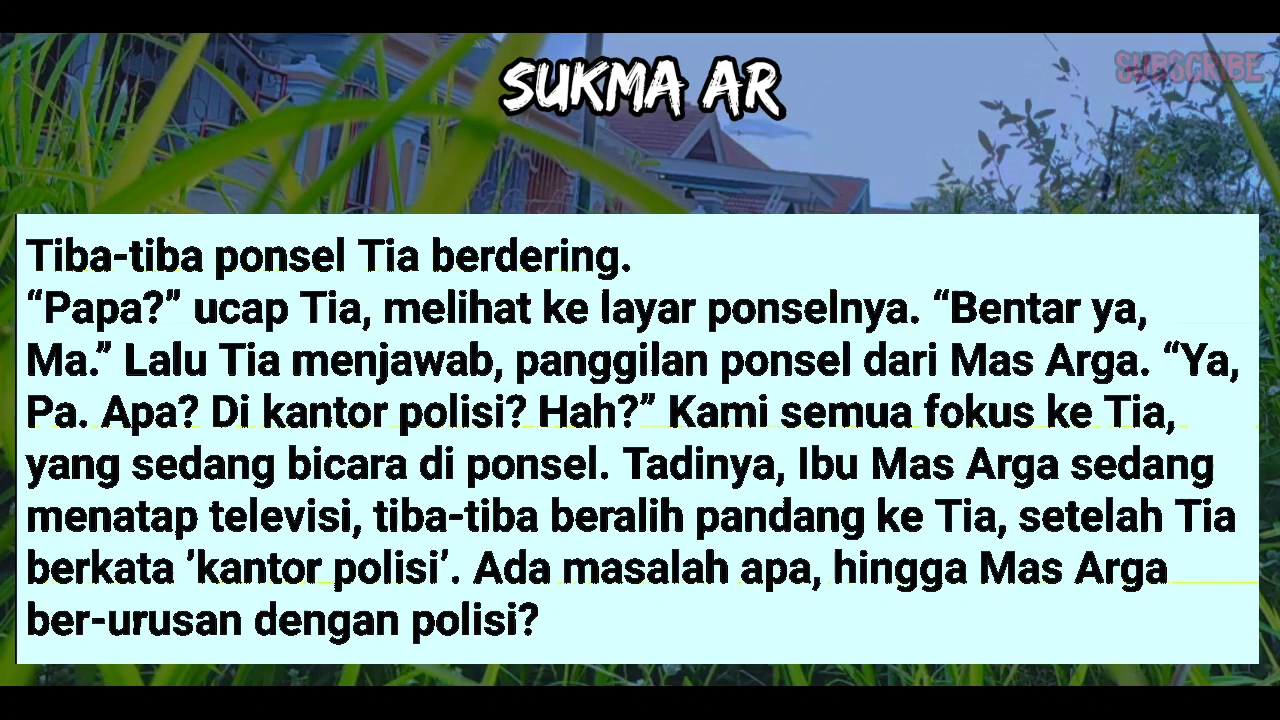 SUKMA AR
SUBSCRIBE
Tiba-tiba ponsel Tia berdering.
“Papa?” ucap Tia, melihat ke layar ponselnya. “Bentar ya,
Ma.” Lalu Tia menjawab, panggilan ponsel dari Mas Arga. “Ya,
Pa. Apa? Di kantor polisi? Hah?” Kami semua fokus ke Tia,
yang sedang bicara di ponsel. Tadinya, Ibu Mas Arga sedang
menatap televisi, tiba-tiba beralih pandang ke Tia, setelah Tia
berkata ’kantor polisi’. Ada masalah apa, hingga Mas Arga
ber-urusan dengan polisi?